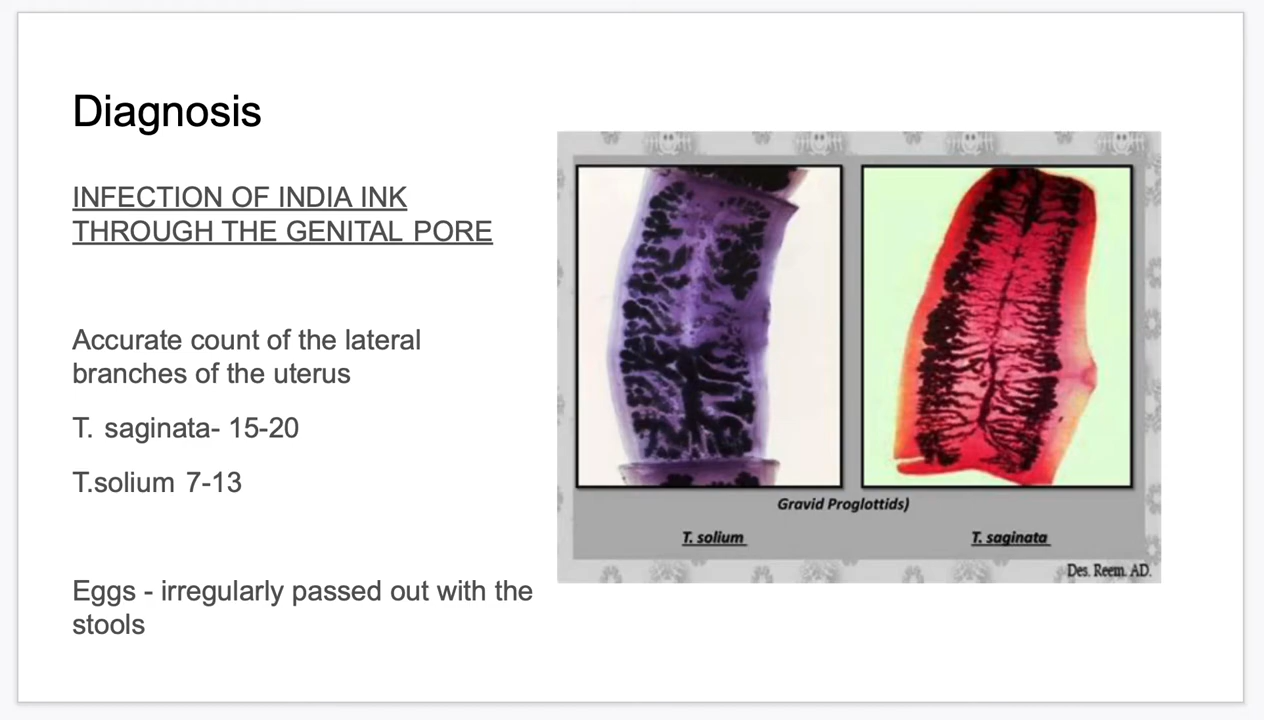 Diagnosis
INFECTION OF INDIA INK
THROUGH THE GENITAL PORE
Accurate count of the lateral
branches of the uterus
T. saginata- 15-20
T.solium 7-13
Eggs - irregularly passed out with the
stools
Gravid Proglottids)
T. solium
T. saginata
Des. Reem. AD.